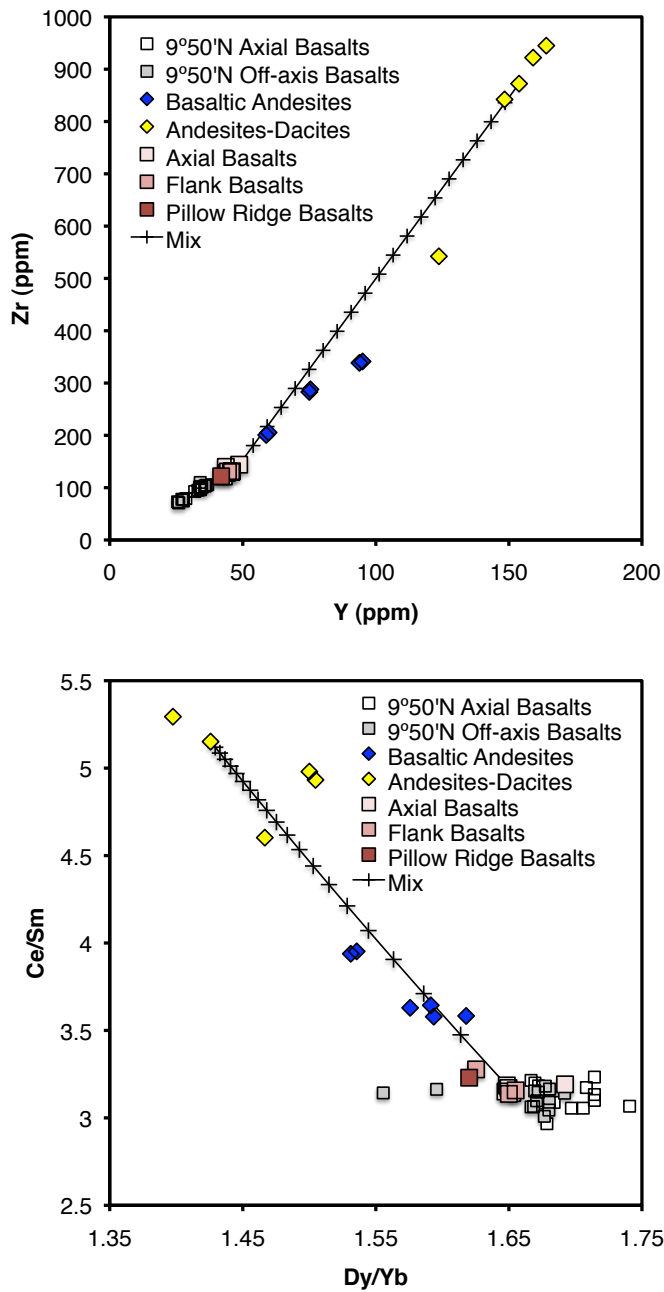 1000
900
800
700
600
500
400
300
200
100
0
Zr (ppm)
9º50'N Axial Basalts
9º50'N Off-axis Basalts
Basaltic Andesites
Andesites-Dacites
Axial Basalts
Flank Basalts
Pillow Ridge Basalts
Mix
0 50 100 150 200
Y (ppm)
5.5
5
4.5
4
3.5
3
2.5
Ce/Sm
9º50'N Axial Basalts
9º50'N Off-axis Basalts
Basaltic Andesites
Andesites-Dacites
Axial Basalts
Flank Basalts
Pillow Ridge Basalts
Mix
1.35 1.45 1.55 1.65 1.75
Dy/Yb